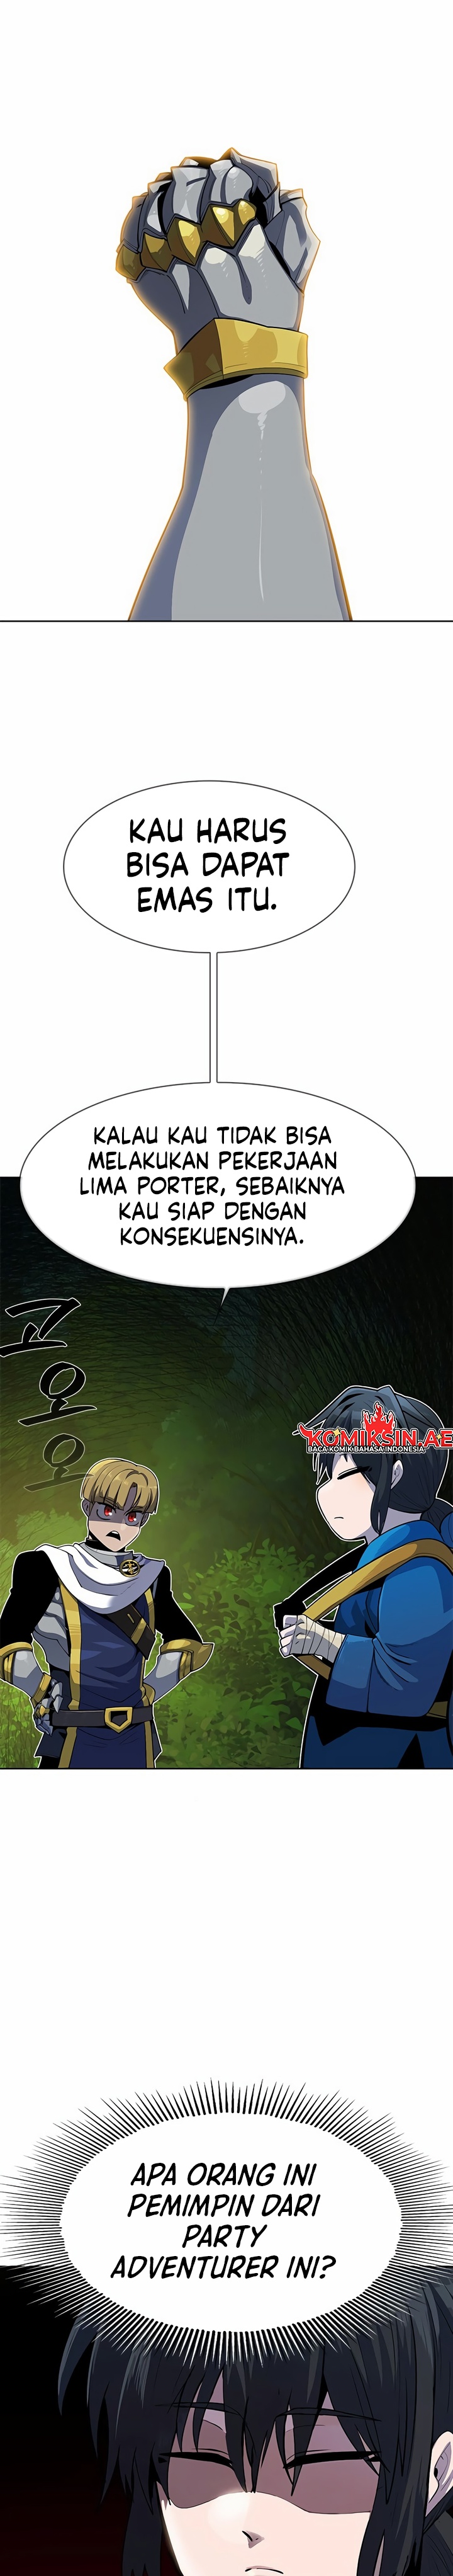 KAU HARUS
BISA DAPAT
EMAS ITU.
KALAU KAU TIDAK BISA
MELAKUKAN PEKERJAAN
LIMA PORTER, SEBAIKNYA
KAU SIAP DENGAN
KONSEKUENSINYA.
고오오
KOMIKSIN.AE
BACA KOMIK BAHASA INDONESIA
APA ORANG INI
PEMIMPIN DARI
PARTY
ADVENTURER INI?